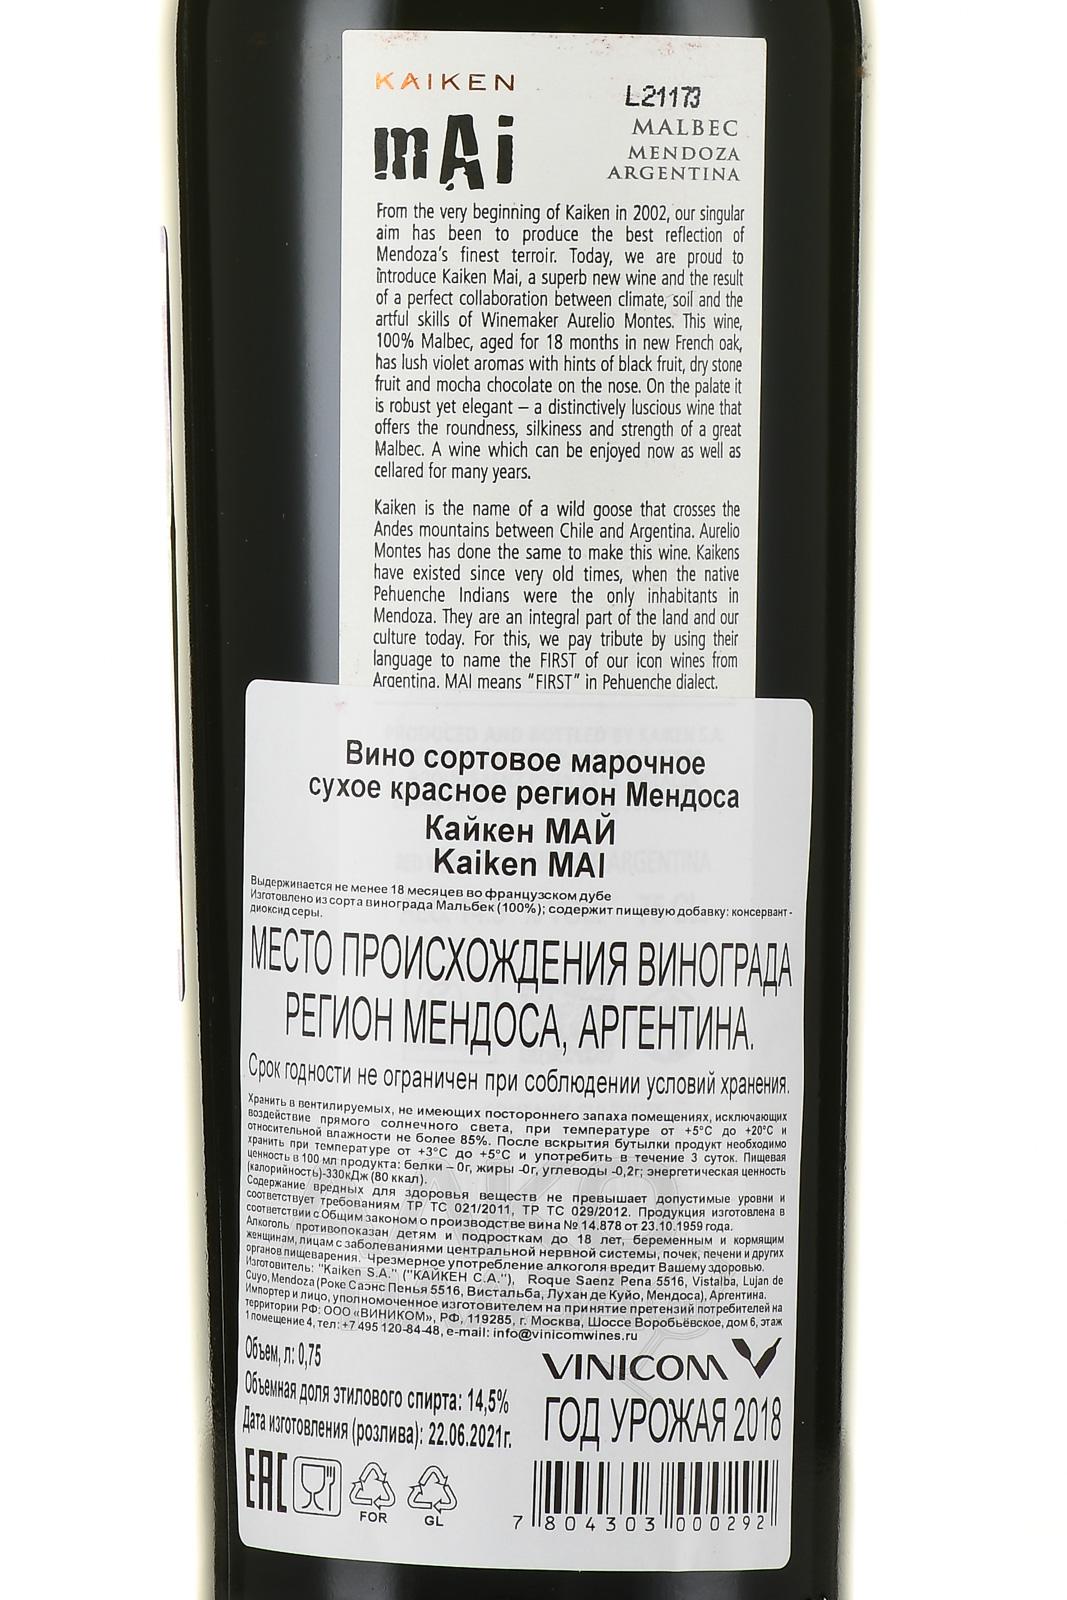 KAIKEN
mAi
L21173
MALBEC
MENDOZA
ARGENTINA
From the very beginning of Kaiken in 2002, our singular
aim has been to produce the best reflection of
Mendoza's finest terroir. Today, we are proud to
introduce Kaiken Mai, a superb new wine and the result
of a perfect collaboration between climate, soil and the
artful skills of Winemaker Aurelio Montes. This wine,
100% Malbec, aged for 18 months in new French oak,
has lush violet aromas with hints of black fruit, dry stone
fruit and mocha chocolate on the nose. On the palate it
is robust yet elegant – a distinctively luscious wine that
offers the roundness, silkiness and strength of a great
Malbec. A wine which can be enjoyed now as well as
cellared for many years.
Kaiken is the name of a wild goose that crosses the
Andes mountains between Chile and Argentina. Aurelio
Montes has done the same to make this wine. Kaikens
have existed since very old times, when the native
Pehuenche Indians were the only inhabitants in
Mendoza. They are an integral part of the land and our
culture today. For this, we pay tribute by using their
language to name the FIRST of our icon wines from
Argentina. MAI means “FIRST” in Pehuenche dialect.
PRODUCED AND BOTTLED BY KAIKEN S.A.
ARGENTINA
Вино сортовое марочное
сухое красное регион Мендоса
Кайкен МАЙ
Kaiken MAI
Выдерживается не менее 18 месяцев во французском дубе
Изготовлено из сорта винограда Мальбек (100%); содержит пищевую добавку: консервант -
диоксид серы.
МЕСТО ПРОИСХОЖДЕНИЯ ВИНОГРАДА
РЕГИОН МЕНДОСА, АРГЕНТИНА.
Срок годности не ограничен при соблюдении условий хранения.
Хранить в вентилируемых, не имеющих постороннего запаха помещениях, исключающих
воздействие прямого солнечного света, при температуре от +5°С до +20°С и
относительной влажности не более 85%. После вскрытия бутылки продукт необходимо
хранить при температуре от +3°С до +5°С и употребить в течение 3 суток. Пищевая
ценность в 100 мл продукта: белки – 0г, жиры -0г, углеводы -0,2г; энергетическая ценность
(калорийность)-330кДж (80 ккал).
Содержание вредных для здоровья веществ не превышает допустимые уровни и
соответствует требованиям ТР ТС 021/2011, ТР ТС 029/2012. Продукция изготовлена в
соответствии с Общим законом о производстве вина № 14.878 от 23.10.1959 года.
Алкоголь противопоказан детям и подросткам до 18 лет, беременным и кормящим
женщинам, лицам с заболеваниями центральной нервной системы, почек, печени и других
органов пищеварения. Чрезмерное употребление алкоголя вредит Вашему здоровью.
Изготовитель: "Kaiken S.A." ("КАЙКЕН С.А."), Roque Saenz Pena 5516, Vistalba, Lujan de
Cuyo, Mendoza (Роке Саэнс Пенья 5516, Вистальба, Лухан де Куйо, Мендоса), Аргентина.
Импортер и лицо, уполномоченное изготовителем на принятие претензий потребителей на
территории РФ: ООО «ВИНИКОМ», РФ, 119285, г. Москва, Шоссе Воробьёвское, дом 6, этаж
1 помещение 4, тел: +7 495 120-84-48, e-mail: info@vinicomwines.ru
Объем, л: 0,75
Объемная доля этилового спирта: 14,5%
Дата изготовления (розлива): 22.06.2021г.
VINICOM
ГОД УРОЖАЯ 2018
EAC
FOR
GL
7 804303 000292